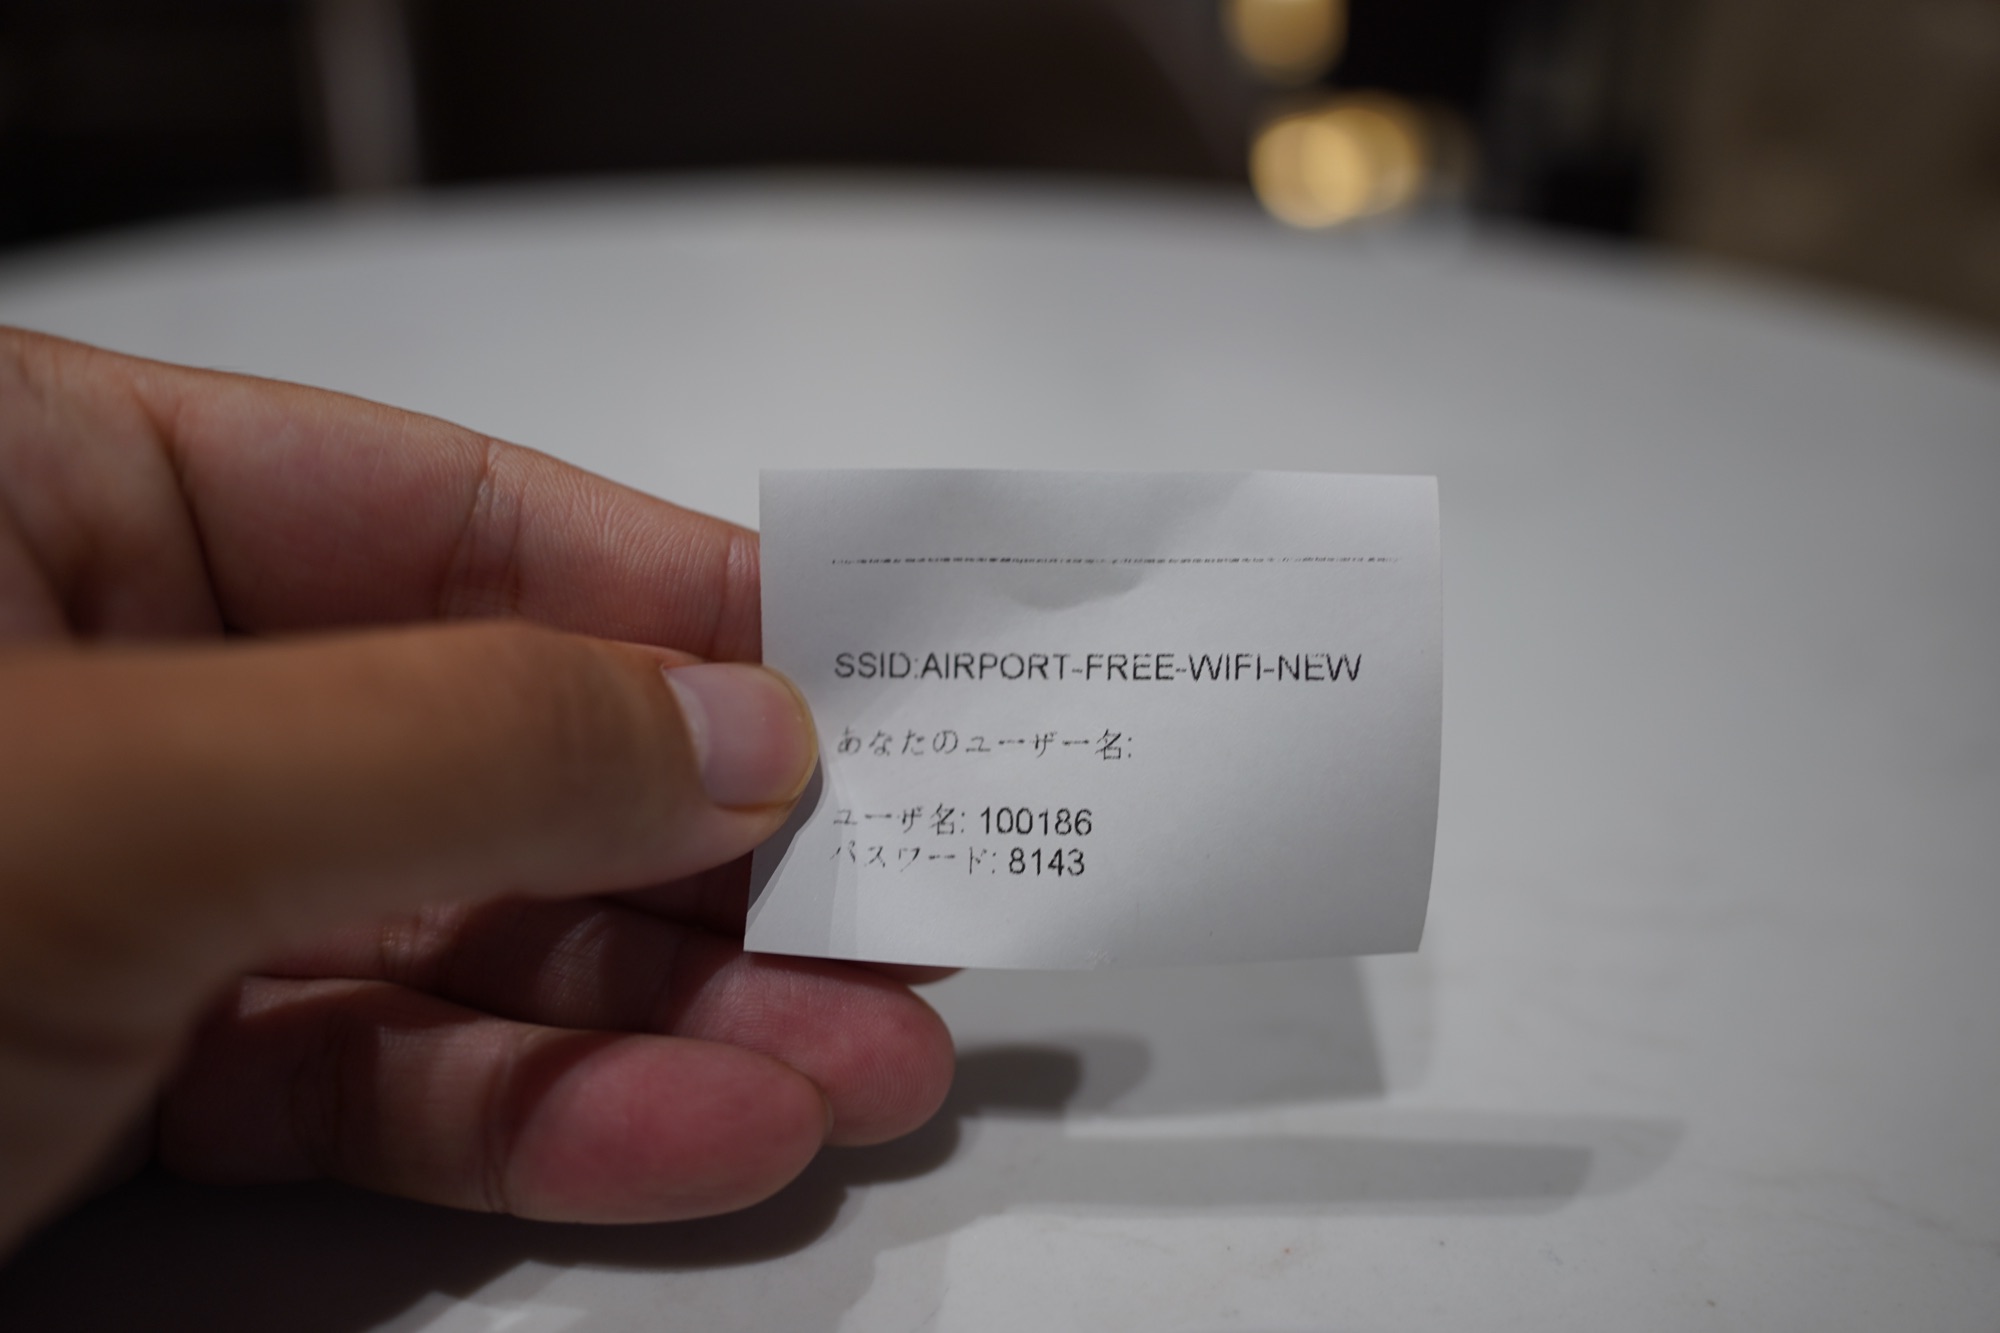 SSID:AIRPORT-FREE-WIFI-NEW
あなたのユーザー名:
ユーザ名: 100186
パスワード: 8143